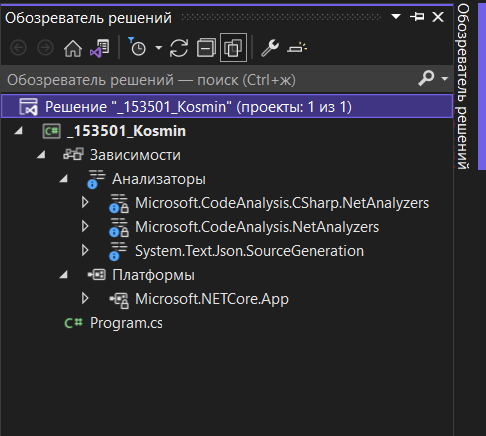 Обозреватель решений
Обозреватель решений — поиск (Ctrl+ж)
Решение "_153501_Kosmin" (проекты: 1 из 1)
C# _153501_Kosmin
Зависимости
Анализаторы
Microsoft.CodeAnalysis.CSharp.NetAnalyzers
Microsoft.CodeAnalysis.NetAnalyzers
System.Text.Json.SourceGeneration
Платформы
Microsoft.NETCore.App
C# Program.cs
Обозреватель решений